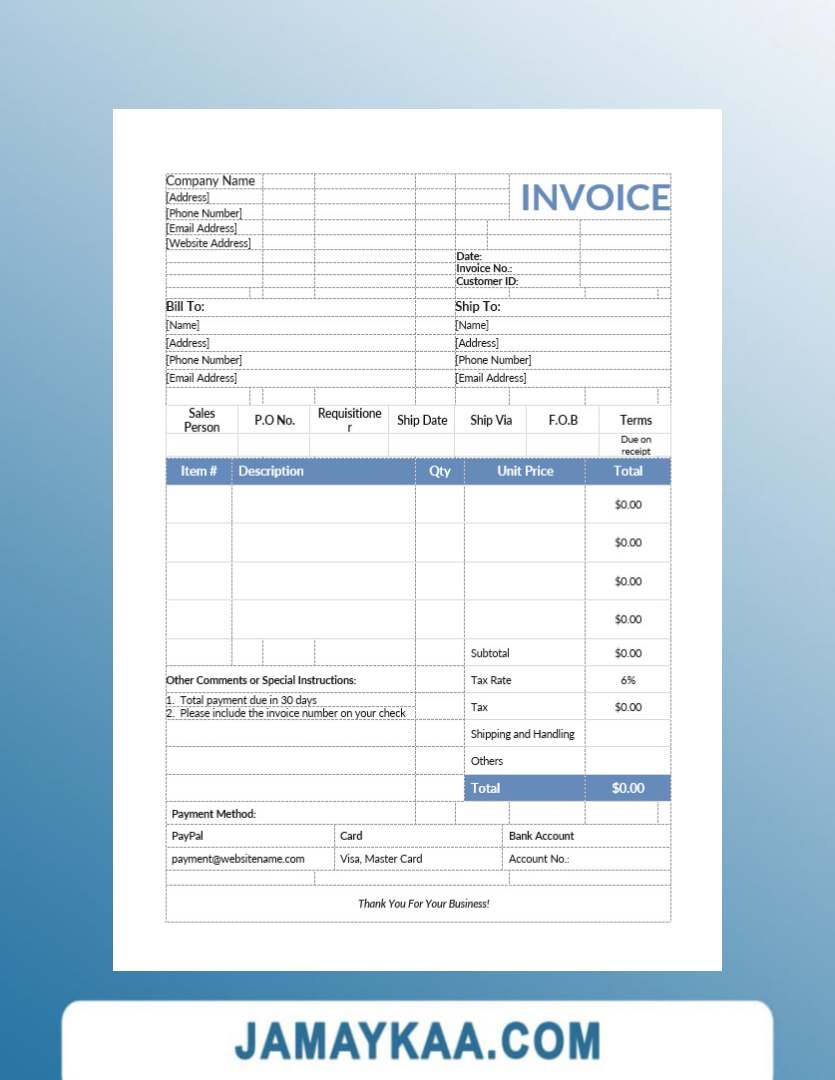 Company Name
INVOICE
[Address]
[Phone Number]
[Email Address]
[Website Address]
Date:
Invoice No.:
Customer ID:
Bill To:
Ship To:
[Name]
[Name]
[Address]
[Address]
[Phone Number]
[Phone Number]
[Email Address]
[Email Address]
Sales Person P.O No. Requisitioner Ship Date Ship Via F.O.B Terms
Due on
receipt
Item # Description Qty Unit Price Total
$0.00
$0.00
$0.00
$0.00
Subtotal $0.00
Other Comments or Special Instructions:
Tax Rate 6%
1. Total payment due in 30 days
2. Please include the invoice number on your check
Tax $0.00
Shipping and Handling
Others
Total $0.00
Payment Method:
PayPal Card Bank Account
payment@websitename.com Visa, Master Card Account No.:
Thank You For Your Business!
JAMAYKAA.COM